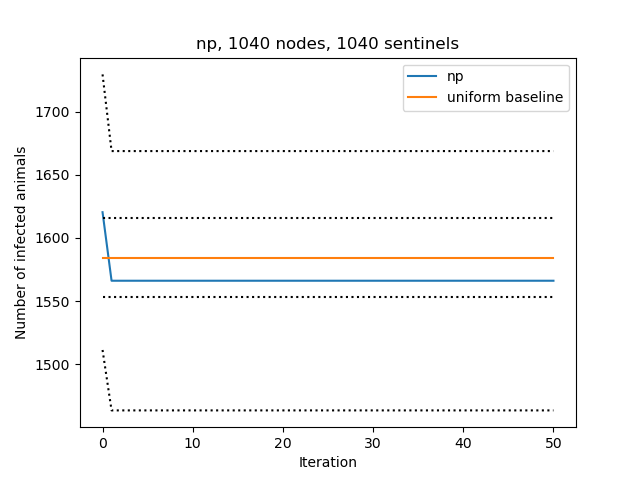 np, 1040 nodes, 1040 sentinels
np
uniform baseline
Number of infected animals
1700
1650
1600
1550
1500
0 10 20 30 40 50
Iteration